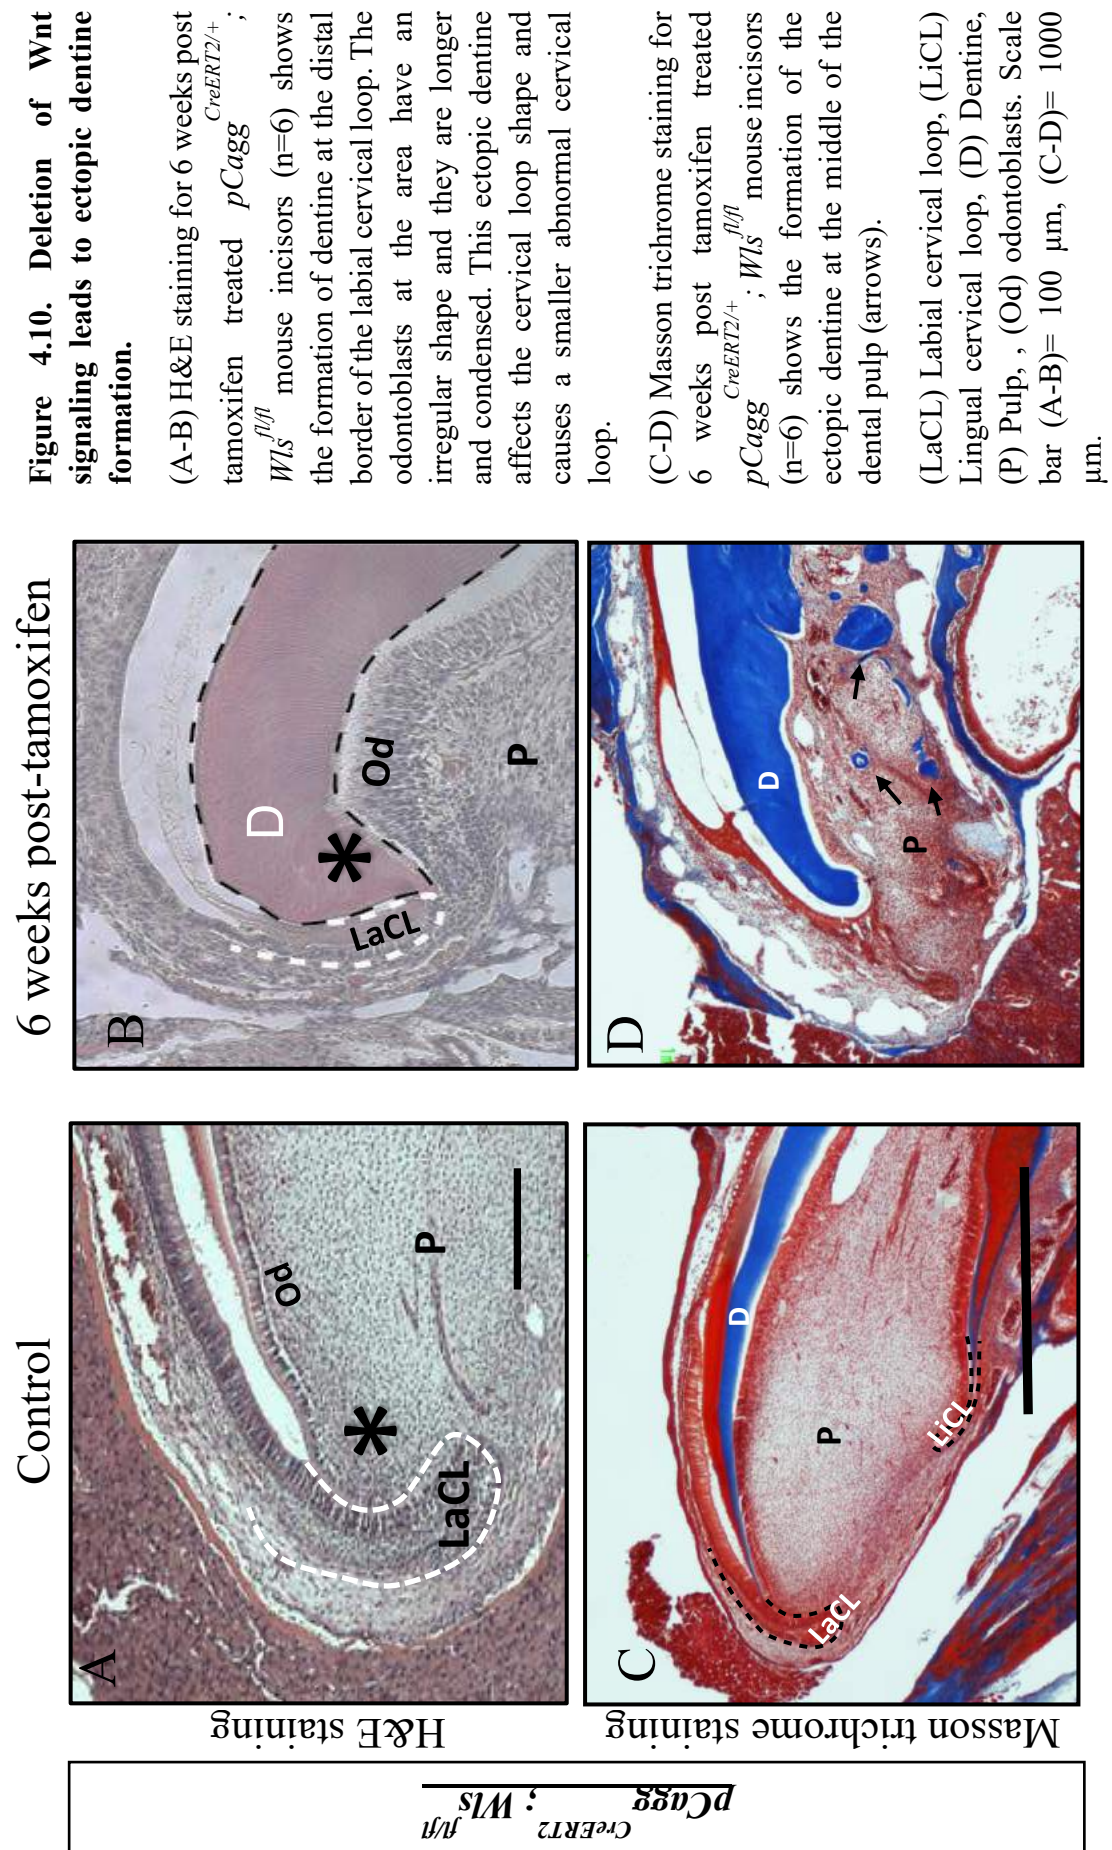 Control
6 weeks post-tamoxifen
pCagg CreERT2 ; Wls fl/fl
H&E staining
A
Od
P
LaCL
*
B
D
Od
P
LaCL
*
Masson trichrome staining
C
D
P
LaCL
LiCL
D
D
P
Figure 4.10. Deletion of Wnt
signaling leads to ectopic dentine
formation.
(A-B) H&E staining for 6 weeks post
tamoxifen treated pCagg CreERT2/+ ;
Wls fl/fl mouse incisors (n=6) shows
the formation of dentine at the distal
border of the labial cervical loop. The
odontoblasts at the area have an
irregular shape and they are longer
and condensed. This ectopic dentine
affects the cervical loop shape and
causes a smaller abnormal cervical
loop.
(C-D) Masson trichrome staining for
6 weeks post tamoxifen treated
pCagg CreERT2/+ ; Wls fl/fl mouse incisors
(n=6) shows the formation of the
ectopic dentine at the middle of the
dental pulp (arrows).
(LaCL) Labial cervical loop, (LiCL)
Lingual cervical loop, (D) Dentine,
(P) Pulp, , (Od) odontoblasts. Scale
bar (A-B)= 100 μm, (C-D)= 1000
μm.